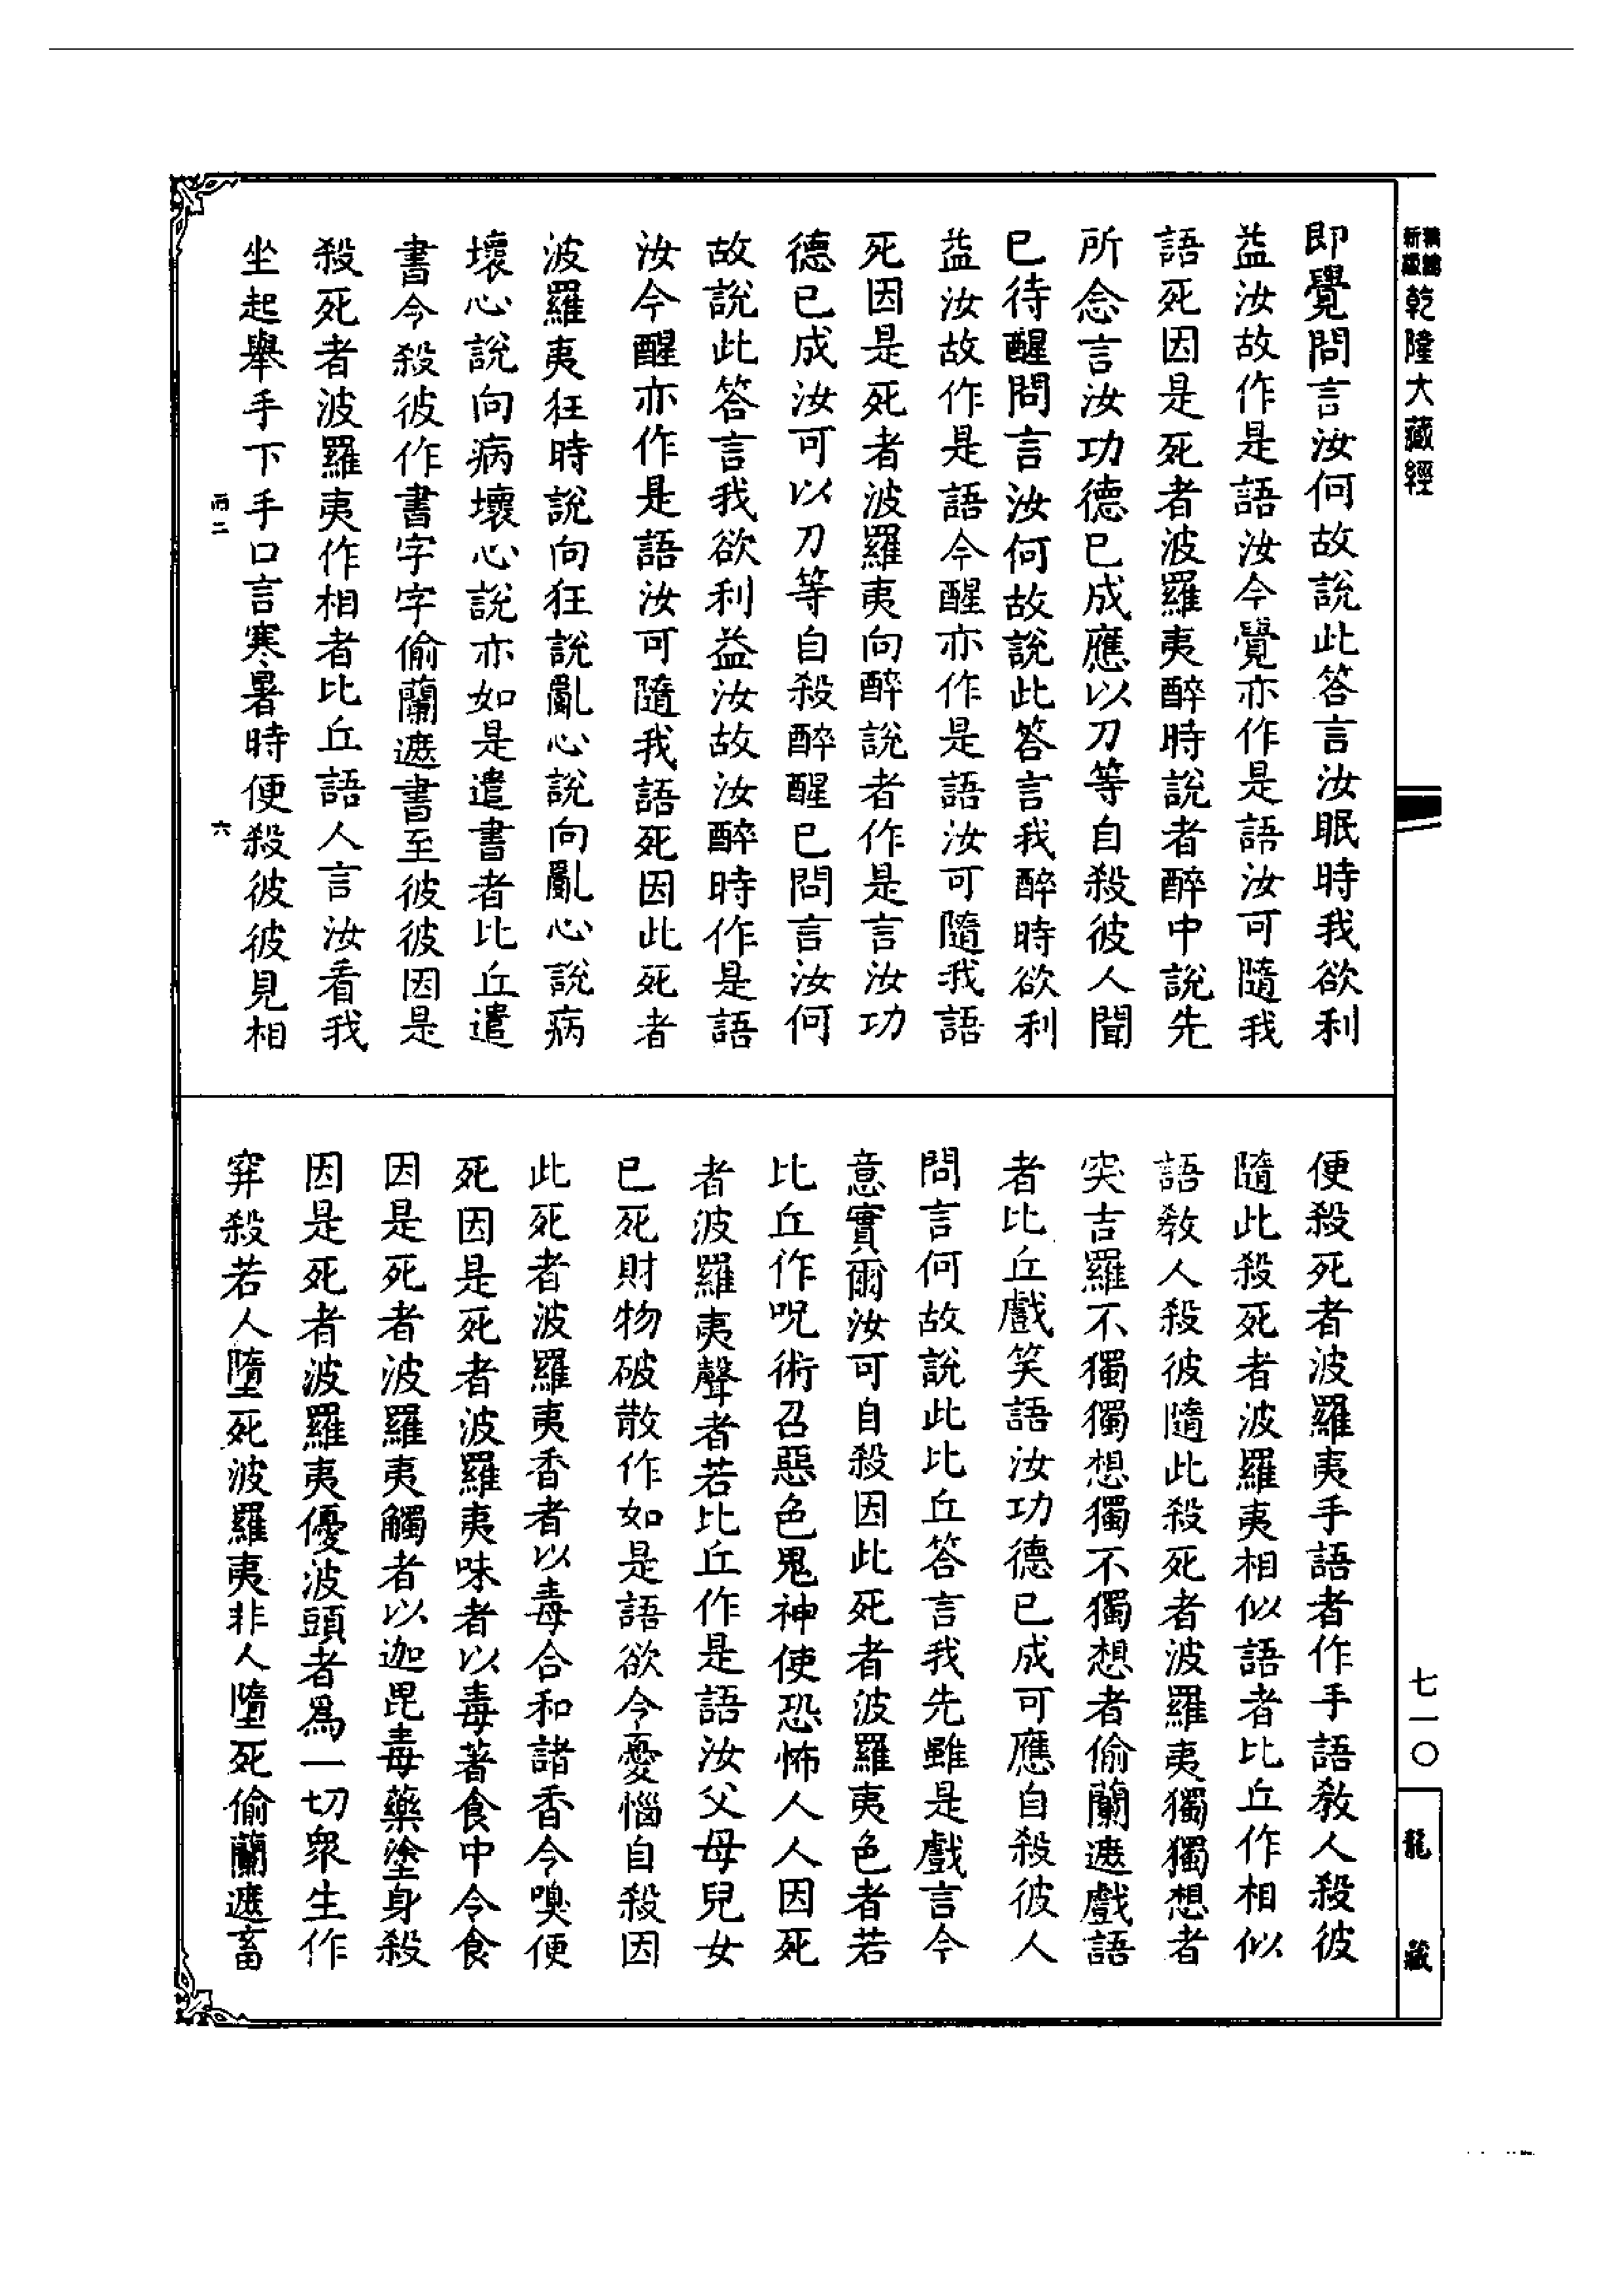 新編
縮本
乾隆大藏經
七一〇
龍藏
即覺問言汝何故說此答言汝眠時我欲利
益汝故作是語汝今覺亦作是語汝可隨我
語死因是死者波羅夷醉時說者醉中說先
所念言汝功德已成應以刀等自殺彼人聞
已待醒問言汝何故說此答言我醉時欲利
益汝故作是語今醒亦作是語汝可隨我語
死因是死者波羅夷向醉說者作是言汝功
德已成汝可以刀等自殺醉醒已問言汝何
故說此答言我欲利益汝故汝醉時作是語
汝今醒亦作是語汝可隨我語死因此死者
波羅夷狂時說向狂說亂心說向亂心說病
壞心說向病壞心說亦如是遣書者比丘遣
書令殺彼作書字字偷蘭遮書至彼彼因是
殺死者波羅夷作相者比丘語人言汝看我
坐起舉手下手口言寒暑時便殺彼彼見相
丙二
六
便殺死者波羅夷手語者作手語教人殺彼
隨此殺死者波羅夷相似語者比丘作相似
語教人殺彼隨此殺死者波羅夷獨獨想者
突吉羅不獨獨想獨不獨想者偷蘭遮戲語
者比丘戲笑語汝功德已成可應自殺彼人
問言何故說此比丘答言我先雖是戲言今
意實爾汝可自殺因此死者波羅夷色者若
比丘作呪術召惡色鬼神使恐怖人人因死
者波羅夷聲者若比丘作是語汝父母兒女
已死財物破散作如是語欲令憂惱自殺因
此死者波羅夷香者以毒合和諸香令嗅便
死因是死者波羅夷味者以毒著食中令食
因是死者波羅夷觸者以迦毘毒藥塗身殺
因是死者波羅夷優波頭者為一切眾生作
穽殺若人墮死波羅夷非人墮死偷蘭遮畜